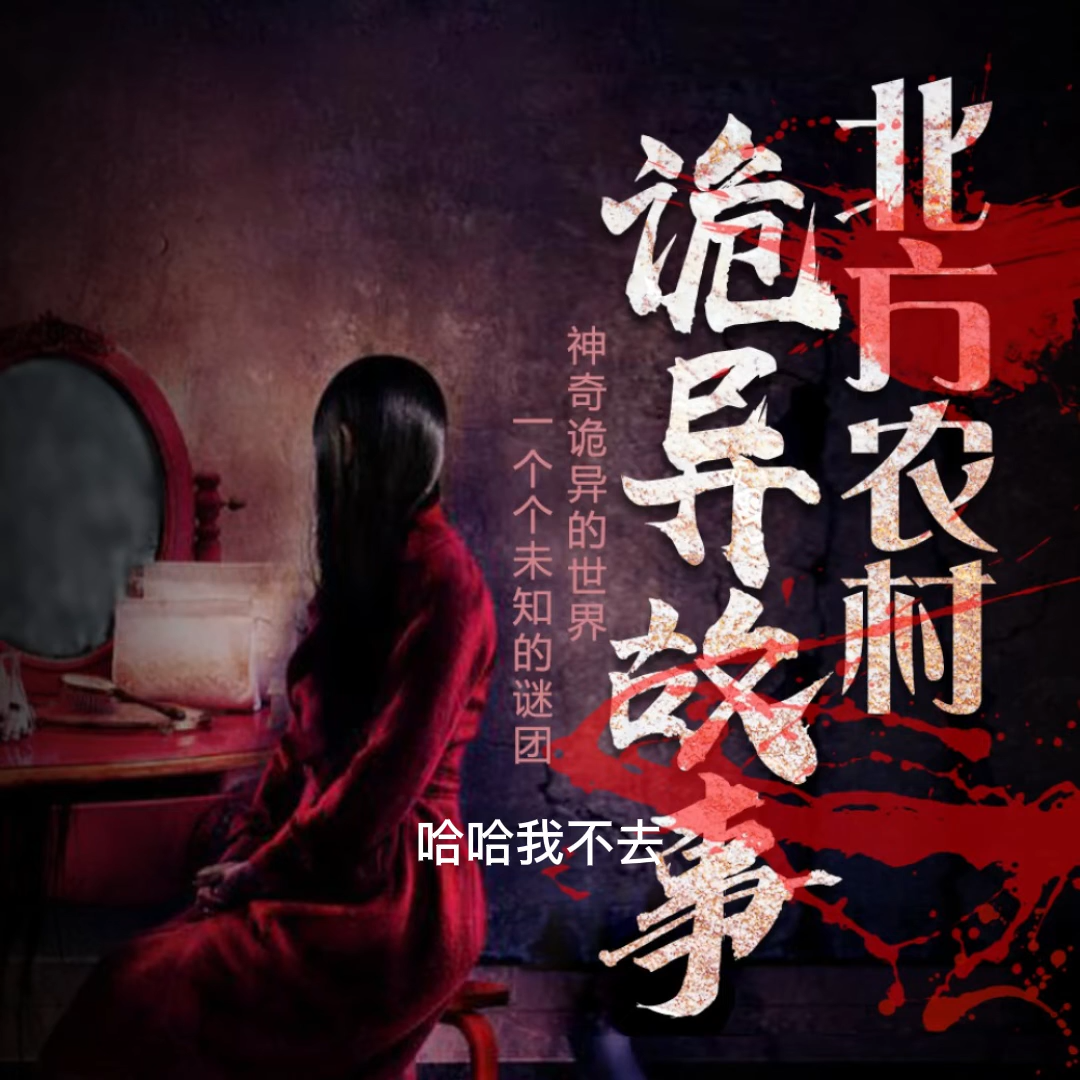 北方农村
诡异故事
神奇诡异的世界
一个个未知的谜团
哈哈我不去